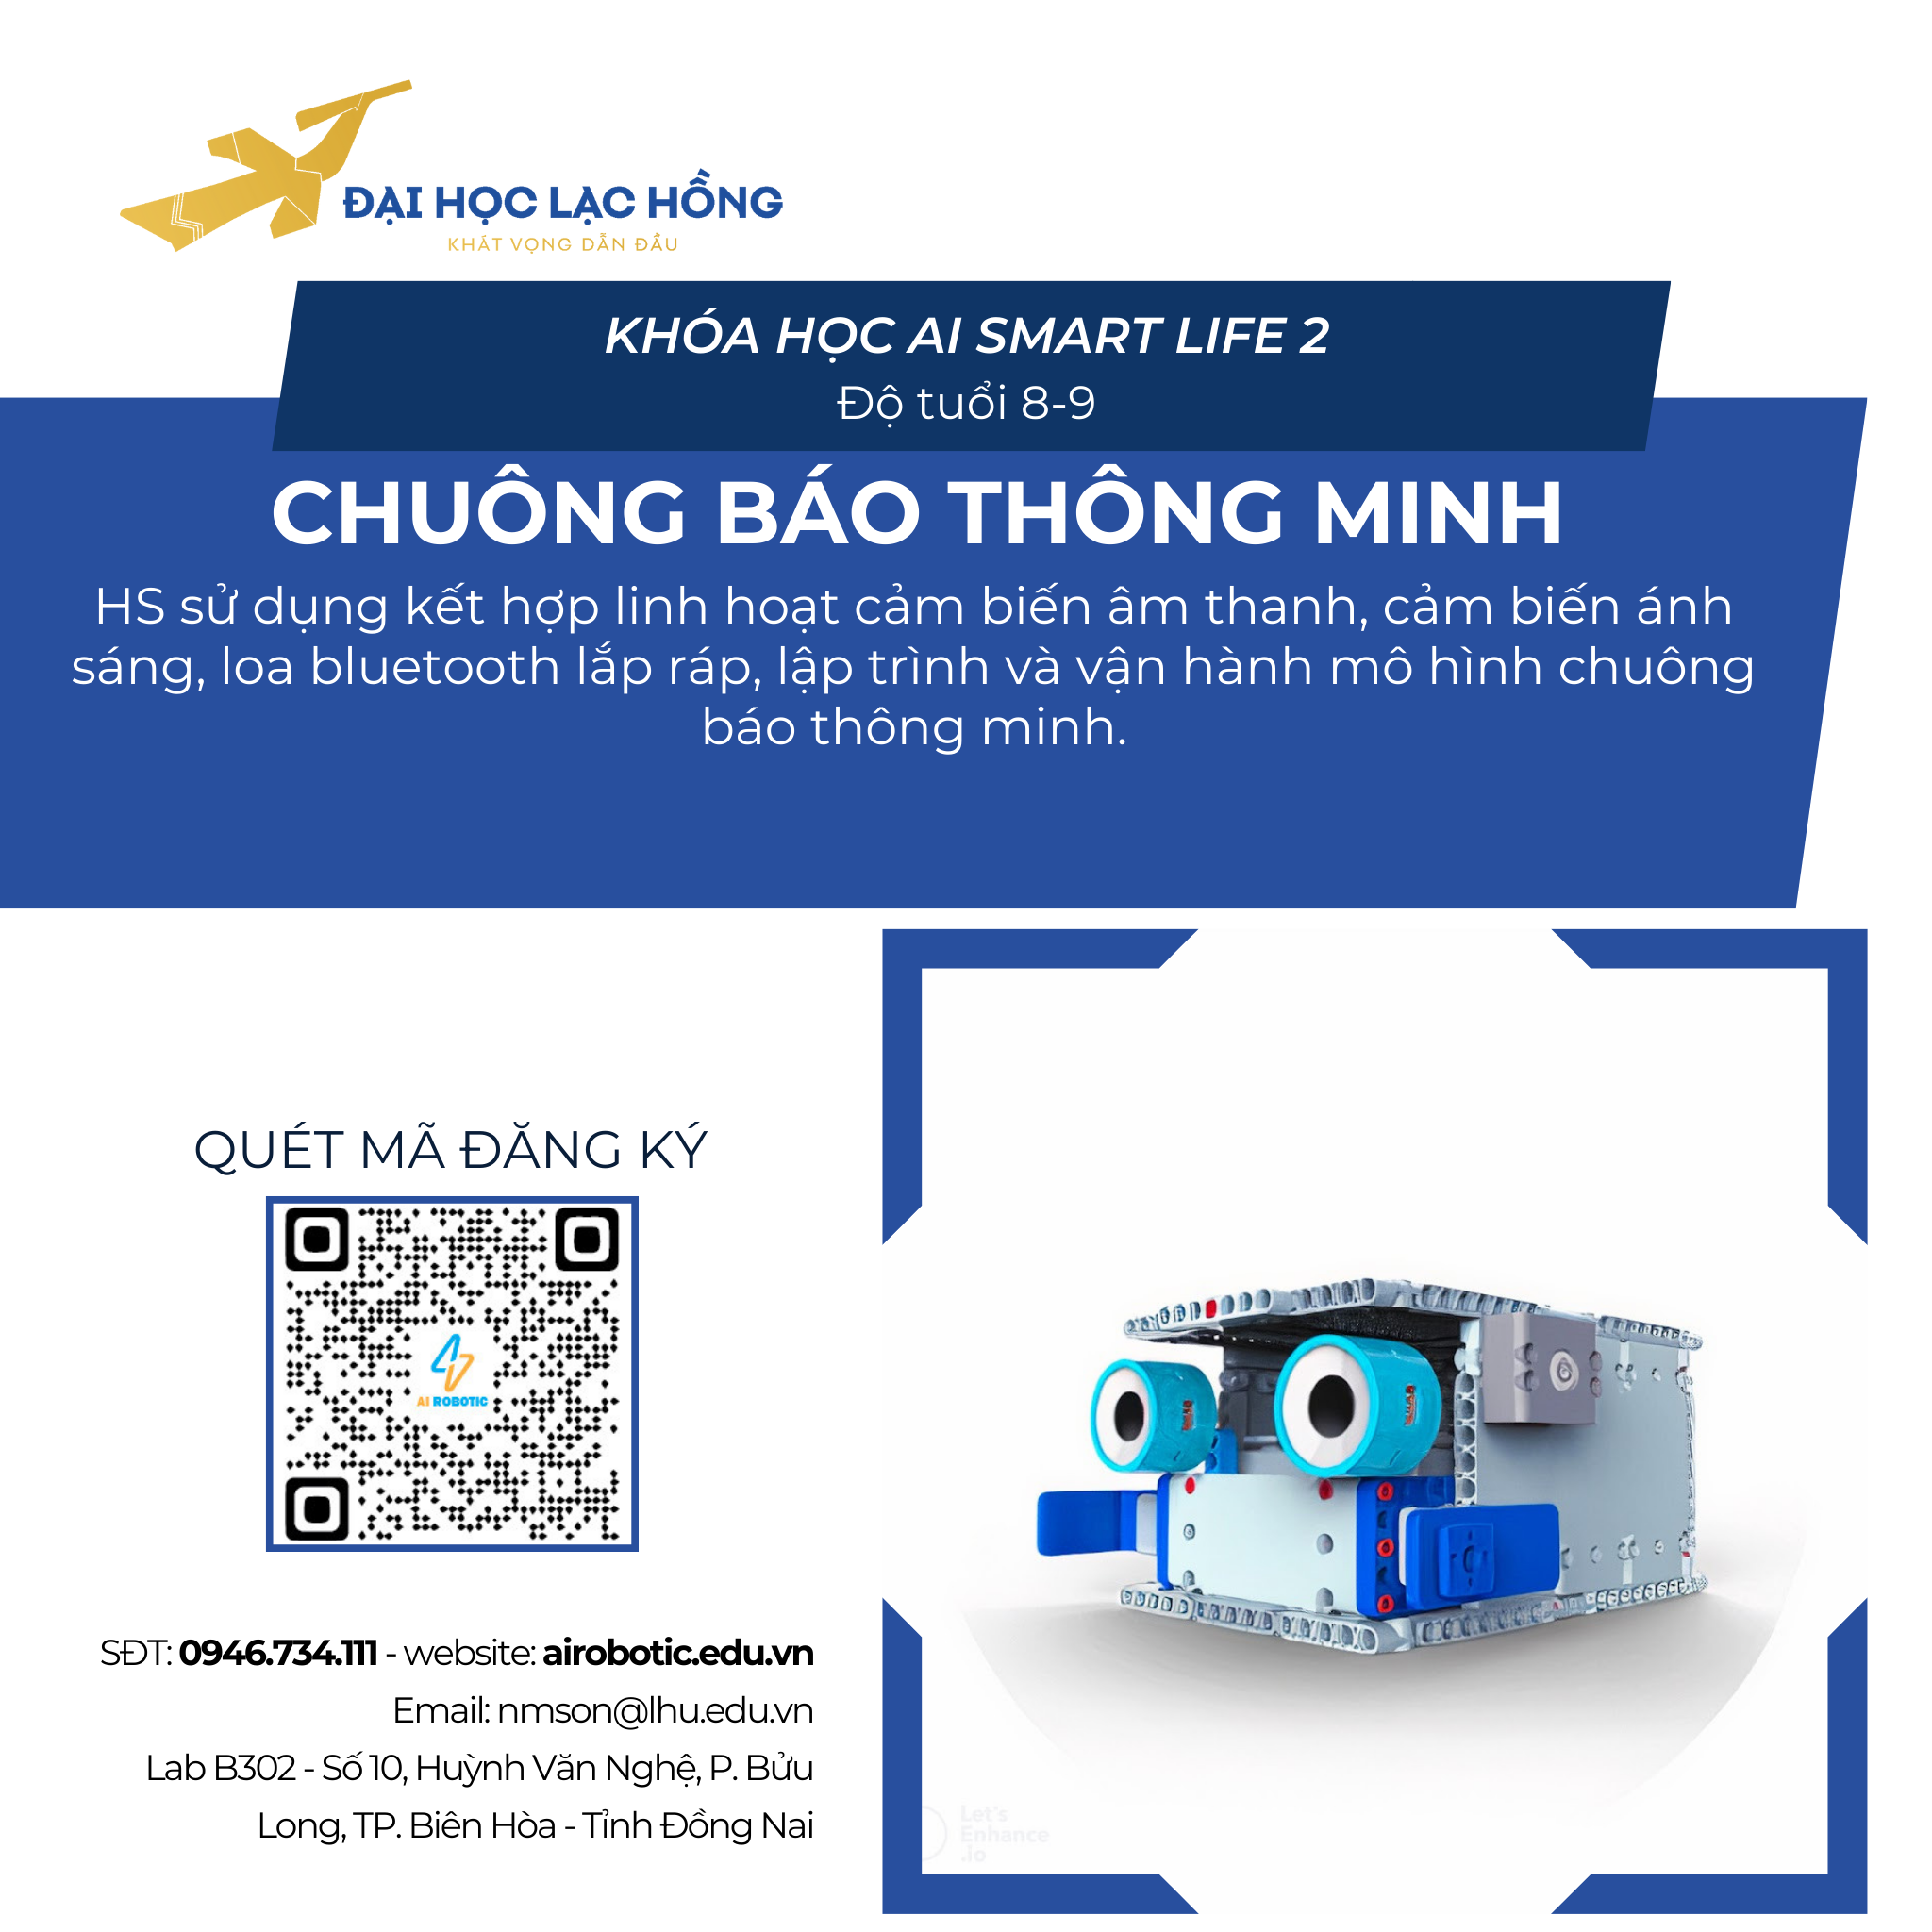 ĐẠI HỌC LẠC HỒNG
KHÁT VỌNG DẪN ĐẦU
KHÓA HỌC AI SMART LIFE 2
Độ tuổi 8-9
CHUÔNG BÁO THÔNG MINH
HS sử dụng kết hợp linh hoạt cảm biến âm thanh, cảm biến ánh
sáng, loa bluetooth lắp ráp, lập trình và vận hành mô hình chuông
báo thông minh.
QUÉT MÃ ĐĂNG KÝ
AI ROBOTIC
SĐT: 0946.734.111 - website: airobotic.edu.vn
Email: nmson@lhu.edu.vn
Lab B302 - Số 10, Huỳnh Văn Nghệ, P. Bửu
Long, TP. Biên Hòa - Tỉnh Đồng Nai
Let's
Enhance
.io